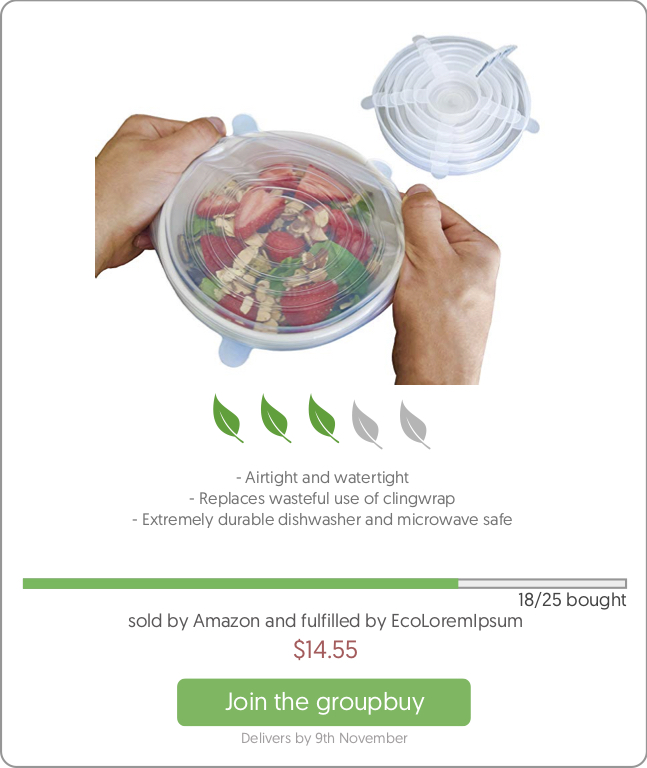 - Airtight and watertight
- Replaces wasteful use of clingwrap
- Extremely durable dishwasher and microwave safe
18/25 bought
sold by Amazon and fulfilled by EcoLoremIpsum
$14.55
Join the groupbuy
Delivers by 9th November